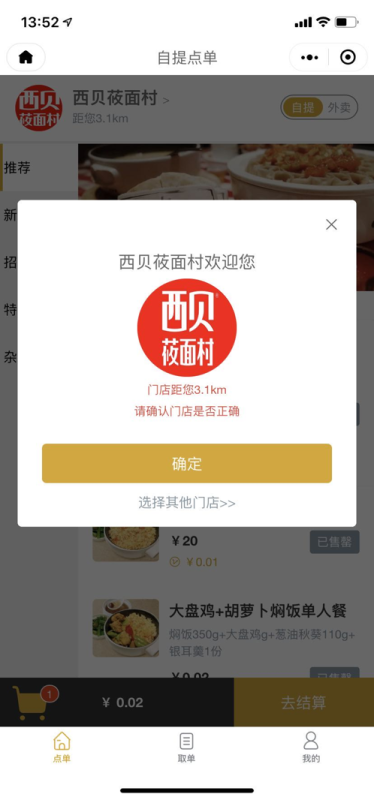 13:52
自提点单
西贝莜面村 >
距您3.1km
自提 外卖
西贝
莜面村
推荐
新
招
特
杂
西贝莜面村欢迎您
西贝
莜面村
门店距您3.1km
请确认门店是否正确
确定
选择其他门店>>
¥20
已售罄
¥0.01
大盘鸡+胡萝卜焖饭单人餐
焖饭350g+大盘鸡g+葱油秋葵110g+
银耳羹1份
¥0.02
已售罄
1
¥ 0.02
去结算
点单
取单
我的